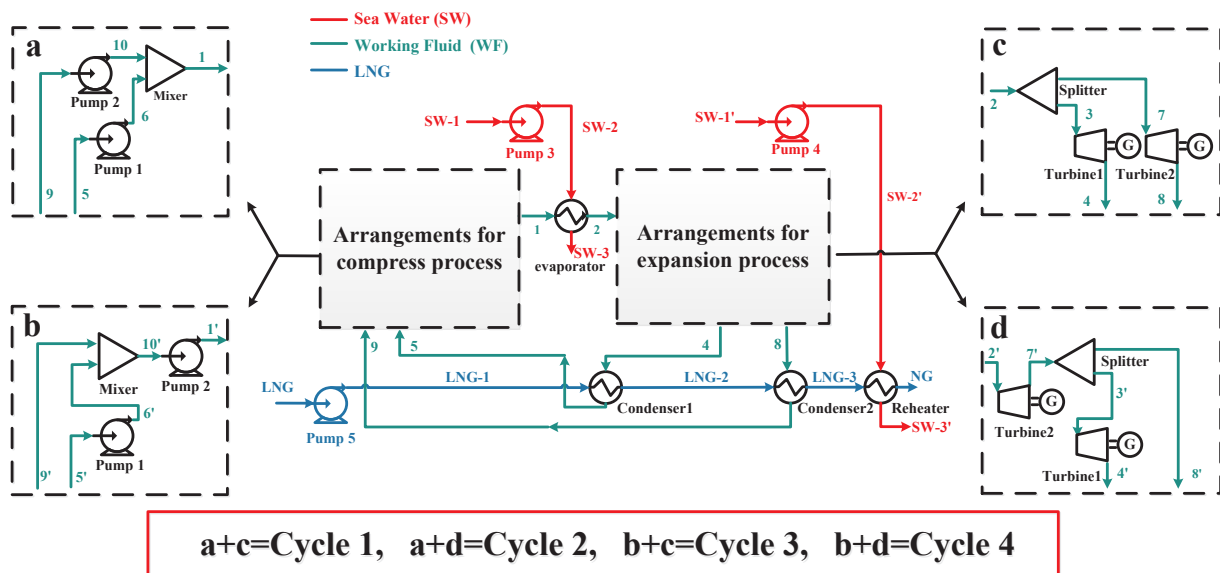 Sea Water (SW)
Working Fluid (WF)
LNG
a
10
1
Pump 2
Mixer
6
Pump 1
9
5
c
2
Splitter
3
7
G
G
Turbine1
Turbine2
4
8
SW-1
SW-2
Pump 3
SW-1'
Pump 4
SW-2'
Arrangements for
compress process
1
2
SW-3
evaporator
Arrangements for
expansion process
9
5
4
8
LNG
LNG-1
LNG-2
LNG-3
NG
Pump 5
Condenser1
Condenser2
Reheater
SW-3'
b
1'
10'
Mixer
Pump 2
6'
Pump 1
9'
5'
d
2'
7'
Splitter
3'
G
Turbine2
G
Turbine1
4'
8'
a+c=Cycle 1, a+d=Cycle 2, b+c=Cycle 3, b+d=Cycle 4